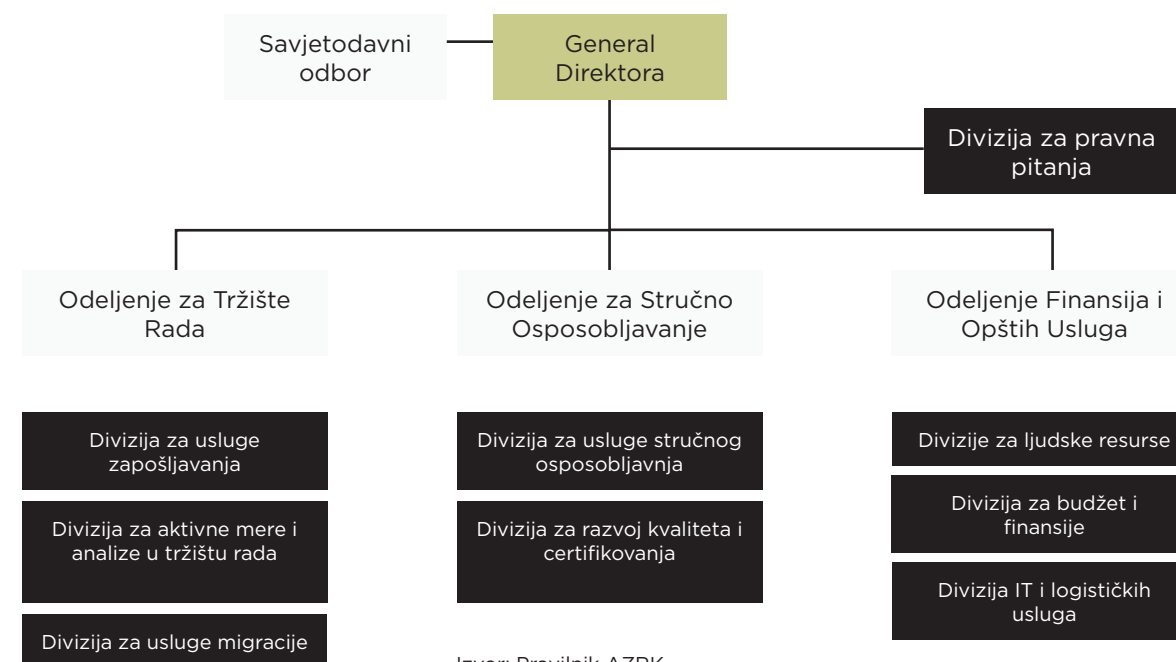 Savjetodavni
odbor
General
Direktora
Divizija za pravna
pitanja
Odeljenje za Tržište
Rada
Odeljenje za Stručno
Osposobljavanje
Odeljenje Finansija i
Opštih Usluga
Divizija za usluge
zapošljavanja
Divizija za aktivne mere i
analize u tržištu rada
Divizija za usluge migracije
Divizija za usluge stručnog
osposobljavnja
Divizija za razvoj kvaliteta i
certifikovanja
Divizije za ljudske resurse
Divizija za budžet i
finansije
Divizija IT i logističkih
usluga
Izvor: Pravilnik AZRK